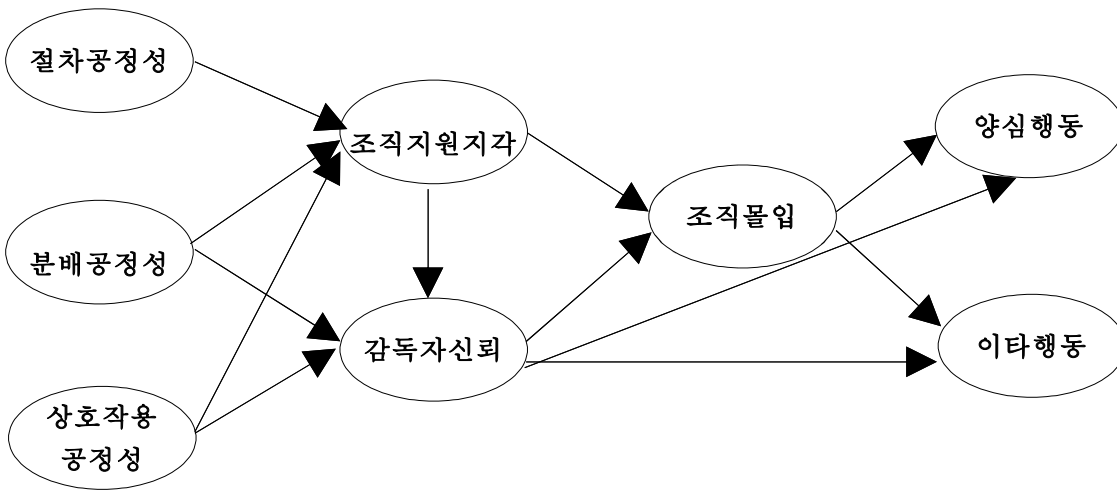 절차공정성
조직지원지각
양심행동
조직몰입
분배공정성
감독자신뢰
이타행동
상호작용
공정성